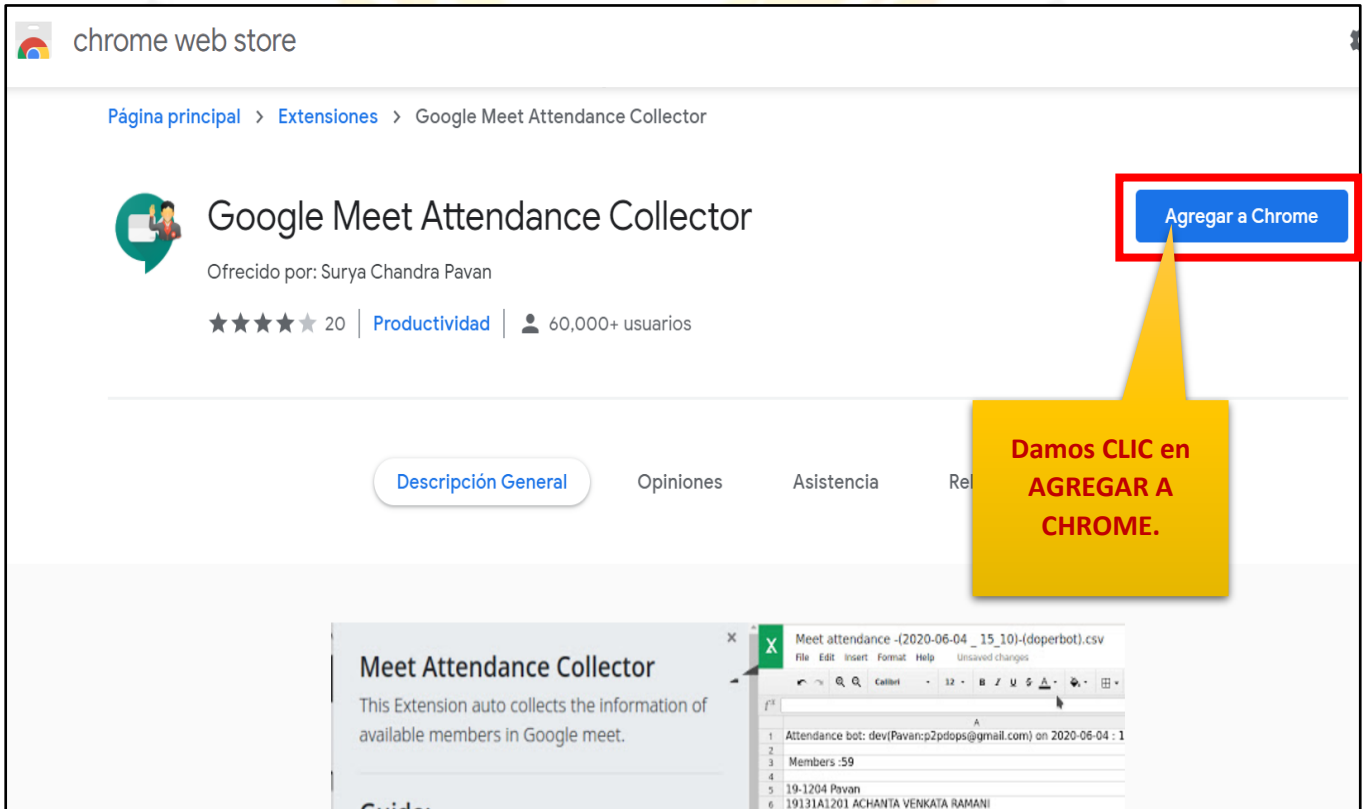 chrome web store
Página principal > Extensiones > Google Meet Attendance Collector
Google Meet Attendance Collector
Agregar a Chrome
Ofrecido por: Surya Chandra Pavan
20 | Productividad | 60,000+ usuarios
Damos CLIC en
AGREGAR A
CHROME.
Descripción General
Opiniones
Asistencia
Meet Attendance Collector
This Extension auto collects the information of
available members in Google meet.
X
Meet attendance -(2020-06-04 _ 15_10)-(doperbot).csv
File Edit Insert Format Help Unsaved changes
Calibri 12 B I U S A
A
1 Attendance bot: dev(Pavan:p2pdops@gmail.com) on 2020-06-04 : 1
2
3 Members :59
4
5 19-1204 Pavan
6 19131A1201 ACHANTA VENKATA RAMANI